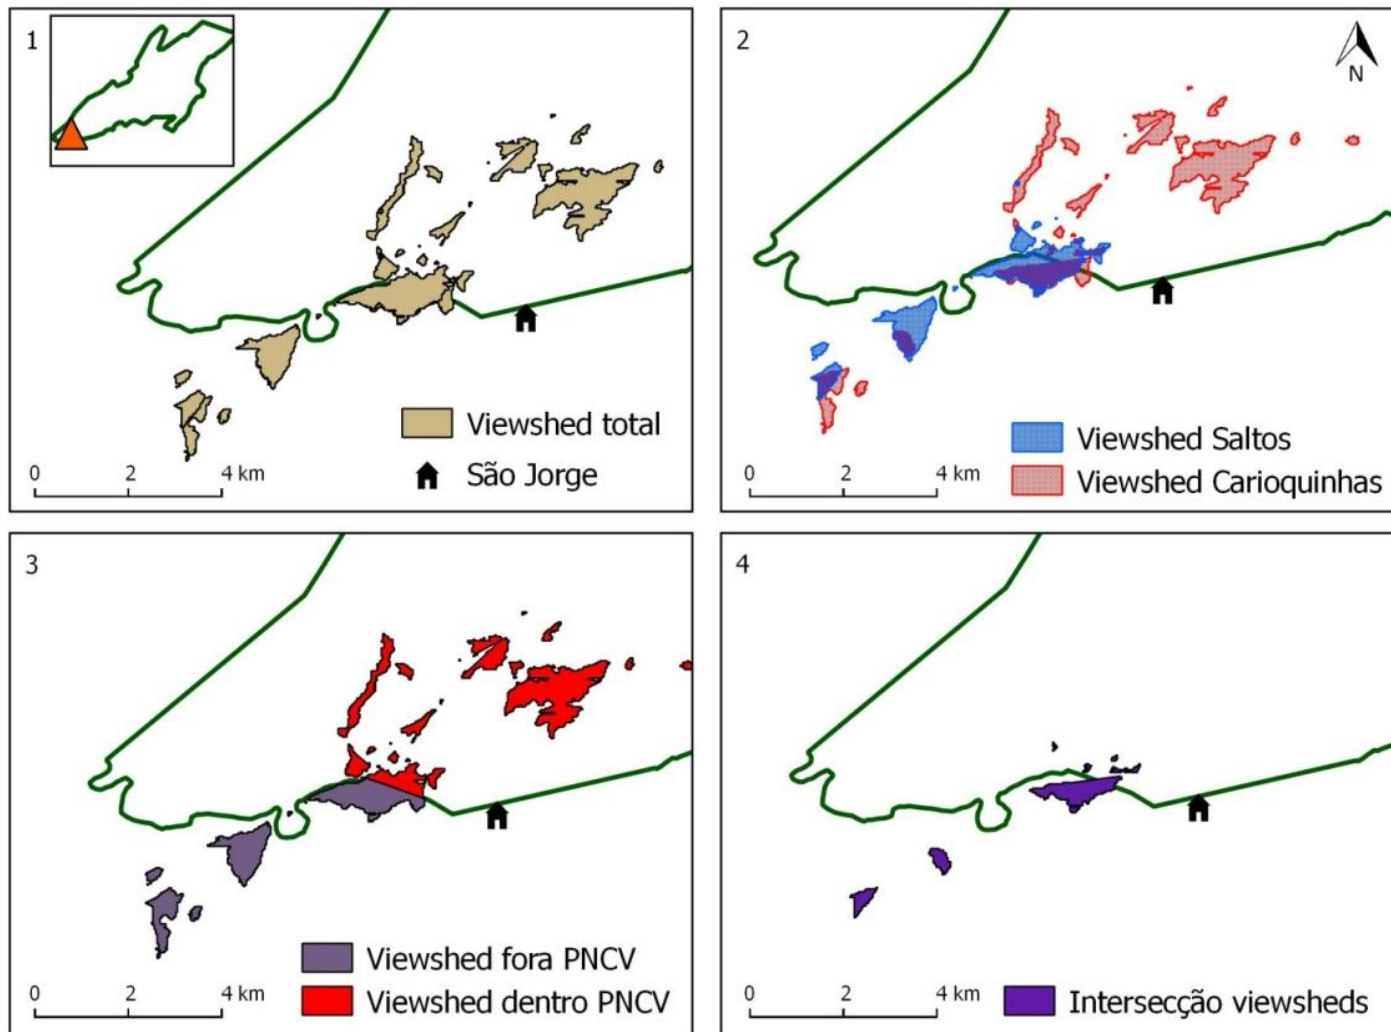 1
Viewshed total
São Jorge
0 2 4 km
2
N
Viewshed Saltos
Viewshed Carioquinhas
0 2 4 km
3
Viewshed fora PNCV
Viewshed dentro PNCV
0 2 4 km
4
Intersecção viewsheds
0 2 4 km